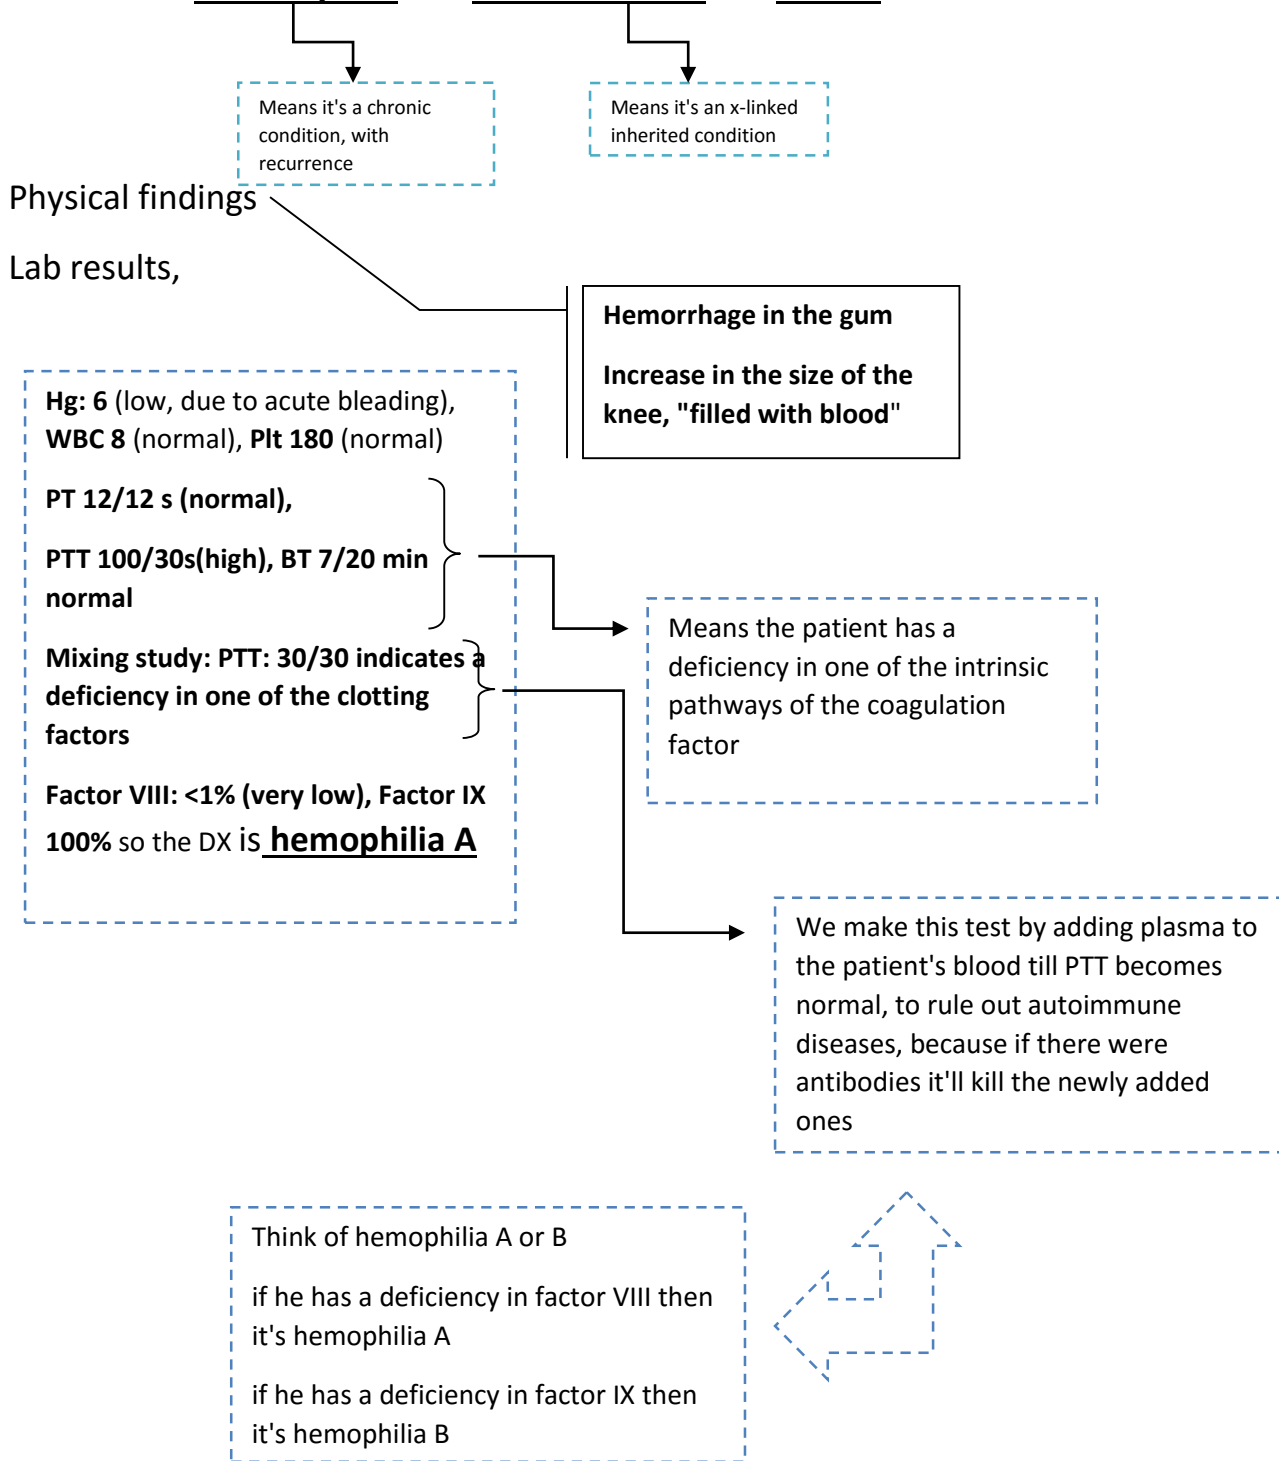 Means it's a chronic
condition, with
recurrence
Means it's an x-linked
inherited condition
Physical findings
Lab results,
Hemorrhage in the gum
Increase in the size of the
knee, "filled with blood"
Hg: 6 (low, due to acute bleeding),
WBC 8 (normal), Plt 180 (normal)
PT 12/12 s (normal),
PTT 100/30s(high), BT 7/20 min
normal
Mixing study: PTT: 30/30 indicates a
deficiency in one of the clotting
factors
Factor VIII: <1% (very low), Factor IX
100% so the DX is hemophilia A
Means the patient has a
deficiency in one of the intrinsic
pathways of the coagulation
factor
We make this test by adding plasma to
the patient's blood till PTT becomes
normal, to rule out autoimmune
diseases, because if there were
antibodies it'll kill the newly added
ones
Think of hemophilia A or B
if he has a deficiency in factor VIII then
it's hemophilia A
if he has a deficiency in factor IX then
it's hemophilia B